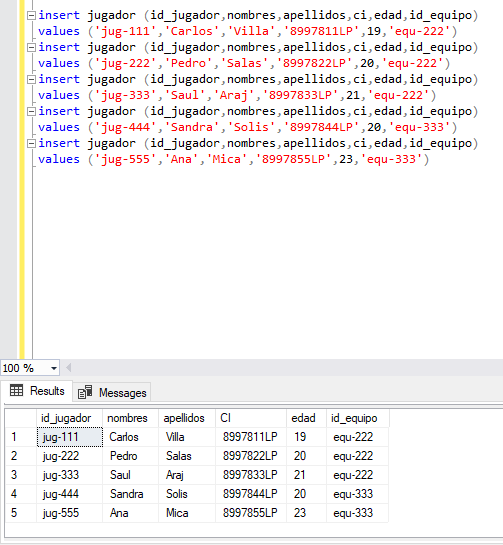 insert jugador (id_jugador,nombres,apellidos,ci,edad,id_equipo)
values ('jug-111','Carlos','Villa','8997811LP',19,'equ-222')
insert jugador (id_jugador,nombres,apellidos,ci,edad,id_equipo)
values ('jug-222','Pedro','Salas','8997822LP',20,'equ-222')
insert jugador (id_jugador,nombres,apellidos,ci,edad,id_equipo)
values ('jug-333','Saul','Araj','8997833LP',21,'equ-222')
insert jugador (id_jugador,nombres,apellidos,ci,edad,id_equipo)
values ('jug-444','Sandra','Solis','8997844LP',20,'equ-333')
insert jugador (id_jugador,nombres,apellidos,ci,edad,id_equipo)
values ('jug-555','Ana','Mica','8997855LP',23,'equ-333')
100 %
Results Messages
id_jugador nombres apellidos CI edad id_equipo
1 jug-111 Carlos Villa 8997811LP 19 equ-222
2 jug-222 Pedro Salas 8997822LP 20 equ-222
3 jug-333 Saul Araj 8997833LP 21 equ-222
4 jug-444 Sandra Solis 8997844LP 20 equ-333
5 jug-555 Ana Mica 8997855LP 23 equ-333